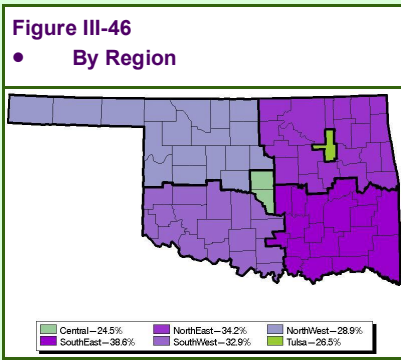 Figure III-46
• By Region
Central—24.5% NorthEast—34.2% NorthWest—28.9%
SouthEast—38.6% SouthWest—32.9% Tulsa—26.5%